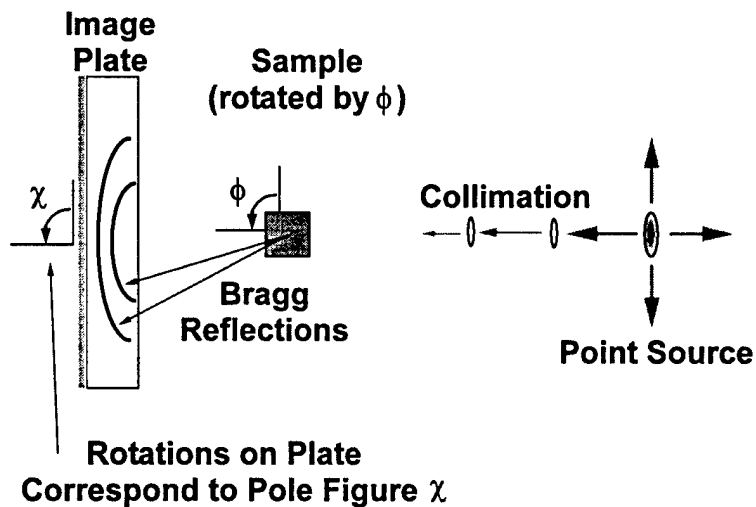 Image
Plate
Sample
(rotated by ϕ)
χ
ϕ
Collimation
Bragg
Reflections
Point Source
Rotations on Plate
Correspond to Pole Figure χ